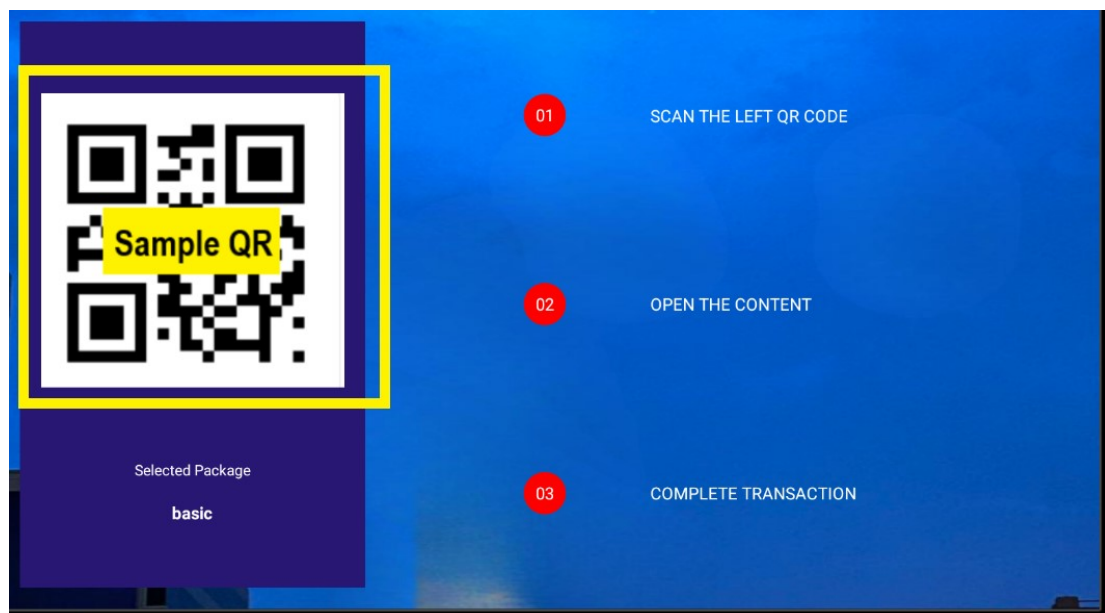 Sample QR
Selected Package
basic
01 SCAN THE LEFT QR CODE
02 OPEN THE CONTENT
03 COMPLETE TRANSACTION